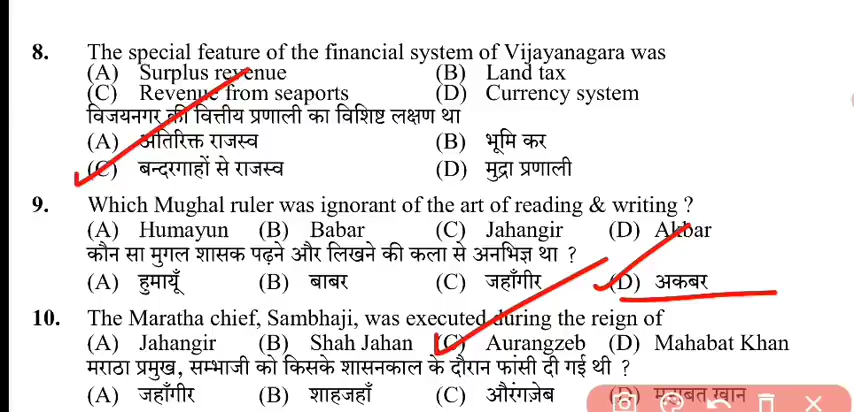 8. The special feature of the financial system of Vijayanagara was
(A) Surplus revenue (B) Land tax
(C) Revenue from seaports (D) Currency system
विजयनगर की वित्तीय प्रणाली का विशिष्ट लक्षण था
(A) अतिरिक्त राजस्व (B) भूमि कर
(C) बन्दरगाहों से राजस्व (D) मुद्रा प्रणाली
9. Which Mughal ruler was ignorant of the art of reading & writing ?
(A) Humayun (B) Babar (C) Jahangir (D) Akbar
कौन सा मुगल शासक पढ़ने और लिखने की कला से अनभिज्ञ था ?
(A) हुमायूँ (B) बाबर (C) जहाँगीर (D) अकबर
10. The Maratha chief, Sambhaji, was executed during the reign of
(A) Jahangir (B) Shah Jahan (C) Aurangzeb (D) Mahabat Khan
मराठा प्रमुख, सम्भाजी को किसके शासनकाल के दौरान फांसी दी गई थी ?
(A) जहाँगीर (B) शाहजहाँ (C) औरंगज़ेब (D) महाबत खान